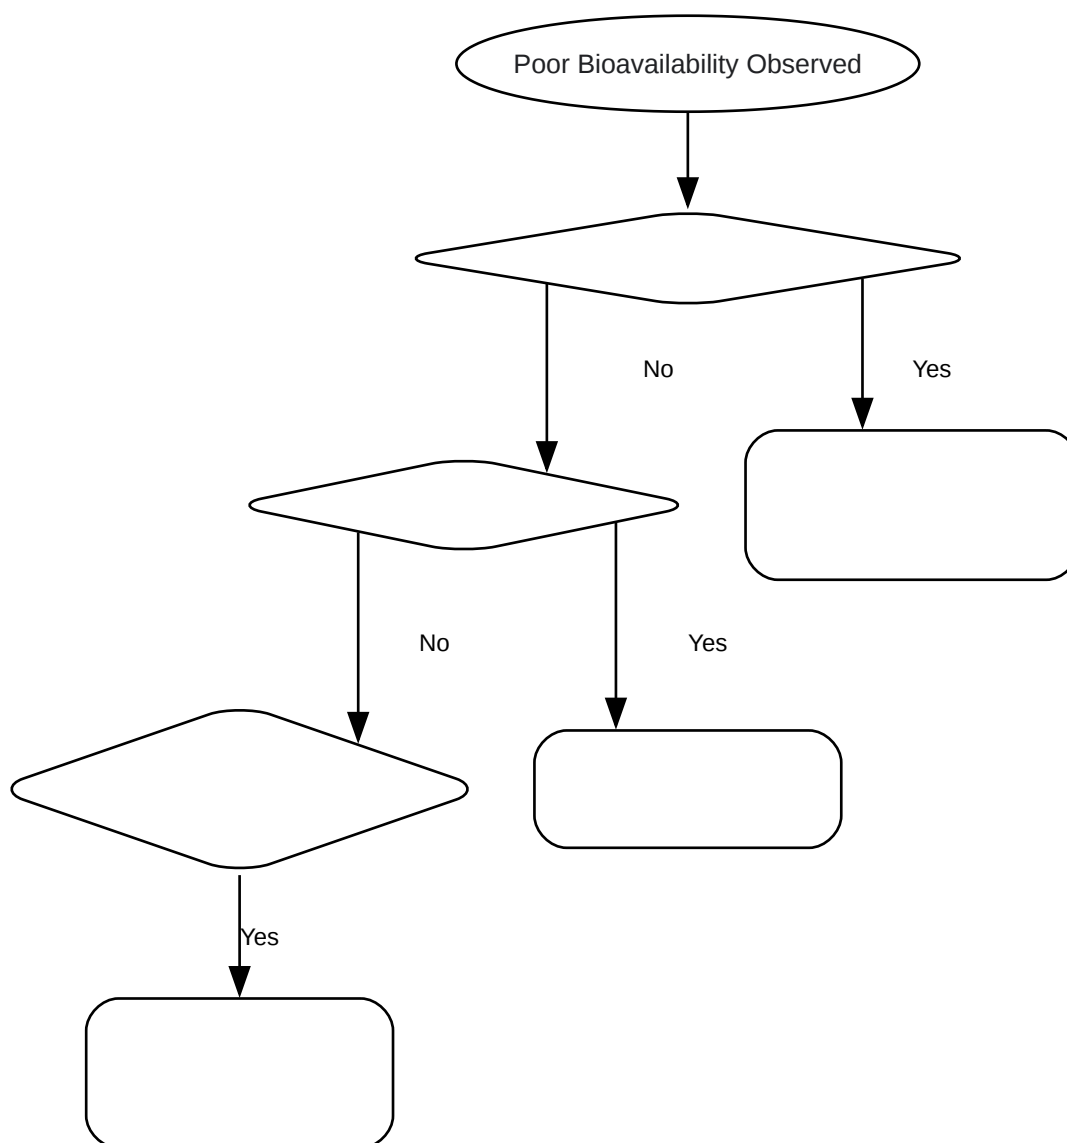 Poor Bioavailability Observed
No
Yes
No
Yes
Yes